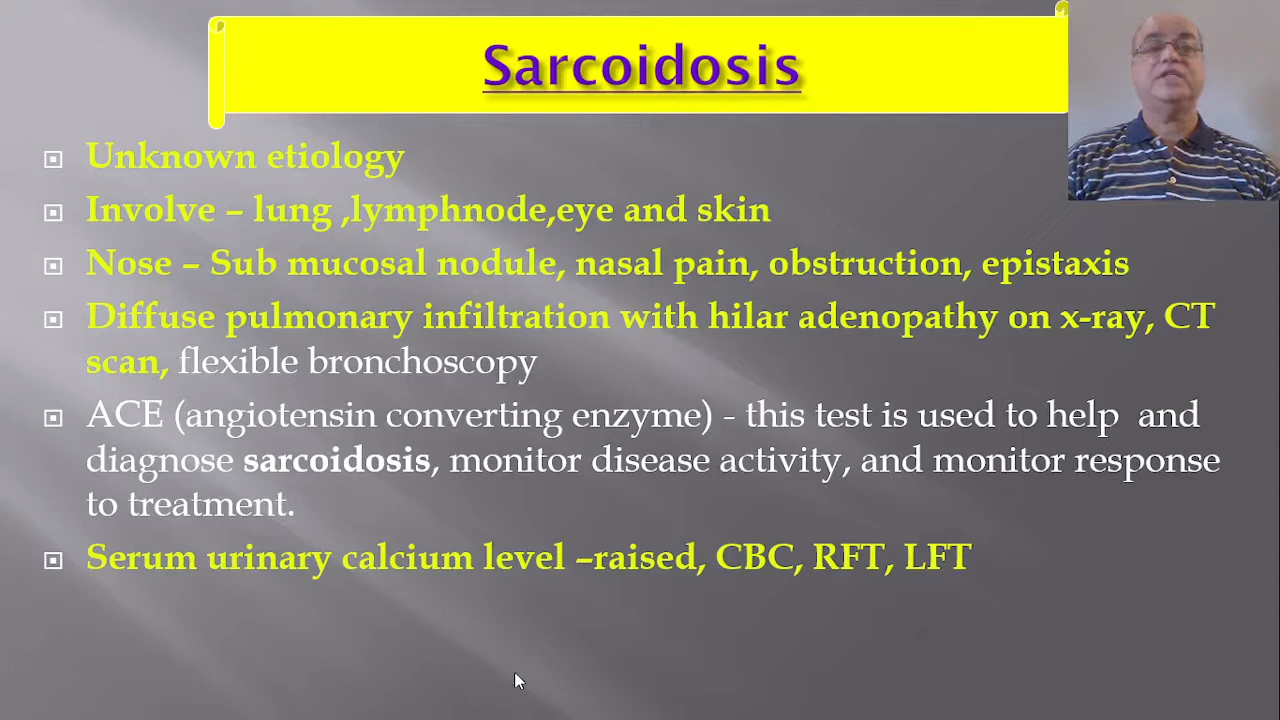 Sarcoidosis
Unknown etiology
Involve – lung ,lymphnode,eye and skin
Nose – Sub mucosal nodule, nasal pain, obstruction, epistaxis
Diffuse pulmonary infiltration with hilar adenopathy on x-ray, CT
scan, flexible bronchoscopy
ACE (angiotensin converting enzyme) - this test is used to help  and
diagnose sarcoidosis, monitor disease activity, and monitor response
to treatment.
Serum urinary calcium level –raised, CBC, RFT, LFT